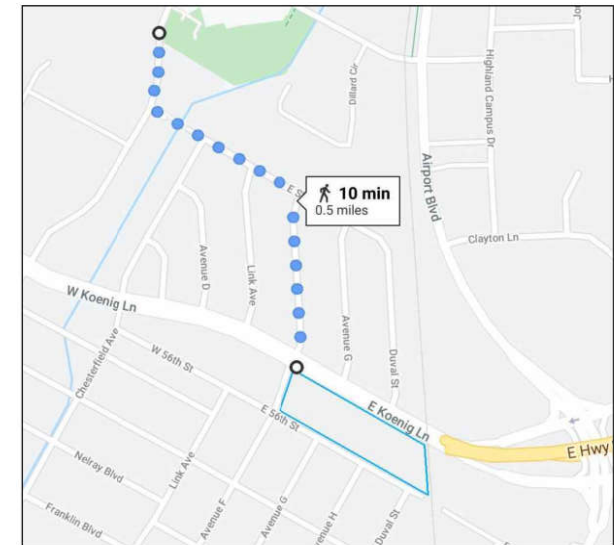 Jo
Highland Campus Dr
Dillard Cir
Airport Blvd
10 min
0.5 miles
E S
Clayton Ln
Avenue D
Link Ave
W Koenig Ln
Avenue G
Duval St
Chesterfield Ave
W 56th St
E 56th St
E Koenig Ln
E Hwy
Nelray Blvd
Link Ave
Avenue F
Avenue G
Avenue H
Duval St
Franklin Blvd